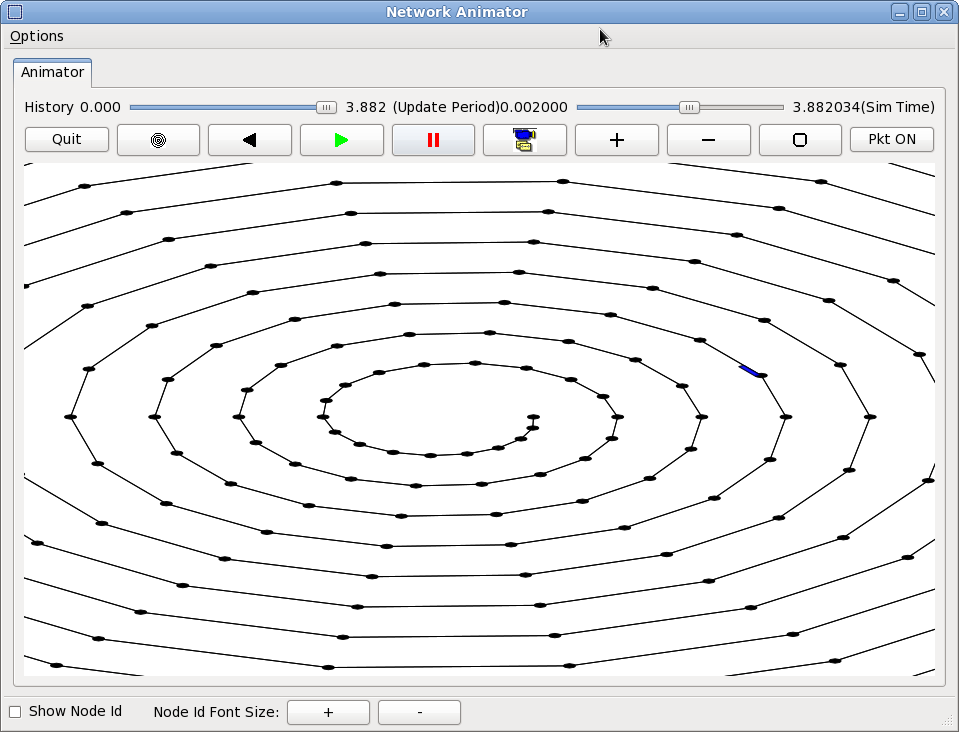 Network Animator
Options
Animator
History 0.000 3.882 (Update Period)0.002000 3.882034(Sim Time)
Quit + − Pkt ON
Show Node Id Node Id Font Size: + -